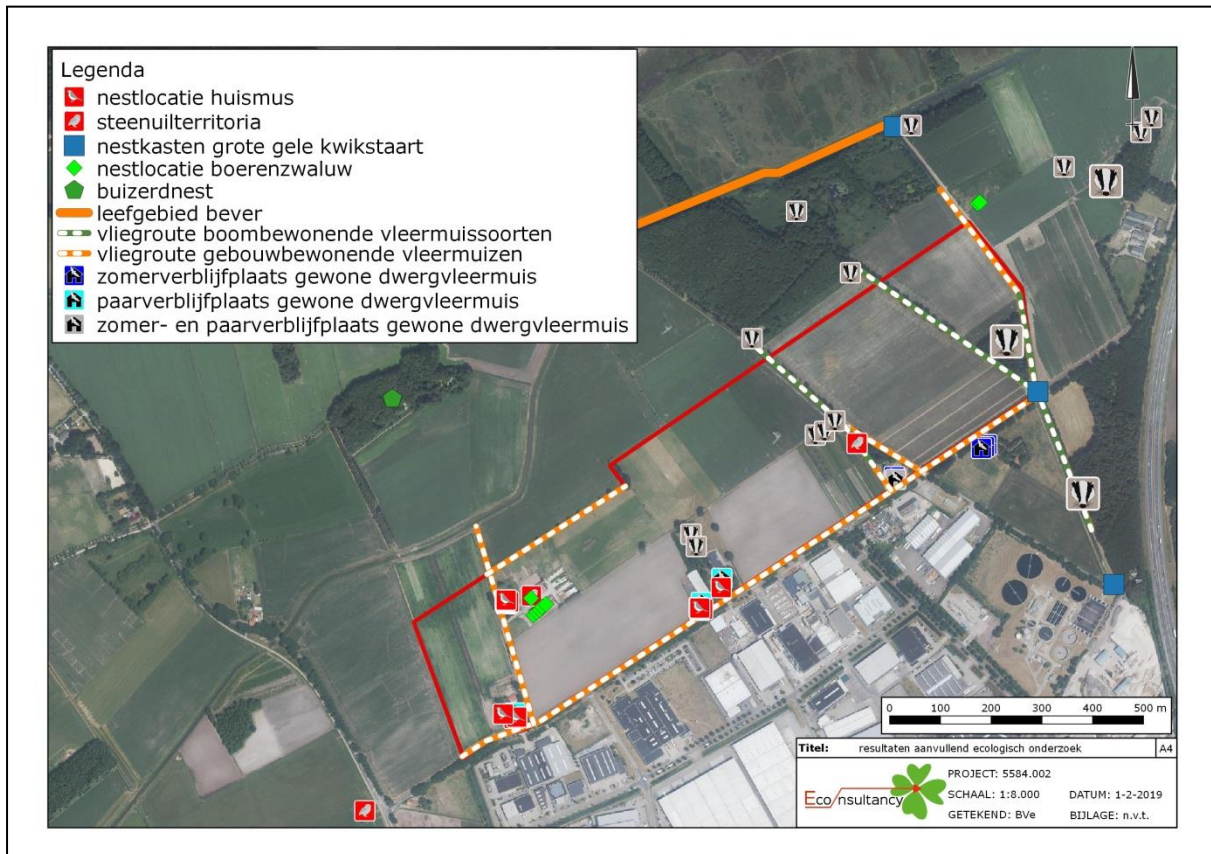 Legenda
nestlocatie huismus
steenuilterritoria
nestkasten grote gele kwikstaart
nestlocatie boerenzwaluw
buizerdnest
leefgebied bever
vliegroute boombewonende vleermuissoorten
vliegroute gebouwbewonende vleermuizen
zomerverblijfplaats gewone dwergvleermuis
paarverblijfplaats gewone dwergvleermuis
zomer- en paarverblijfplaats gewone dwergvleermuis
0 100 200 300 400 500 m
Titel: resultaten aanvullend ecologisch onderzoek A4
Econsultancy
PROJECT: 5584.002
SCHAAL: 1:8.000 DATUM: 1-2-2019
GETEKEND: BVe BIJLAGE: n.v.t.